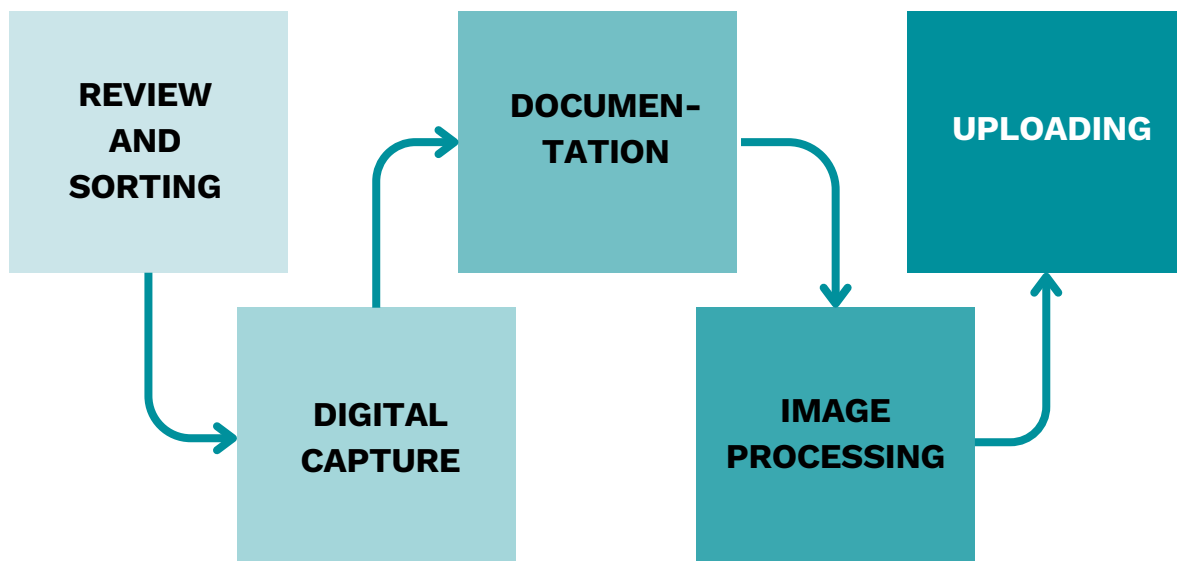 REVIEW
AND
SORTING
DIGITAL
CAPTURE
DOCUMEN-
TATION
IMAGE
PROCESSING
UPLOADING